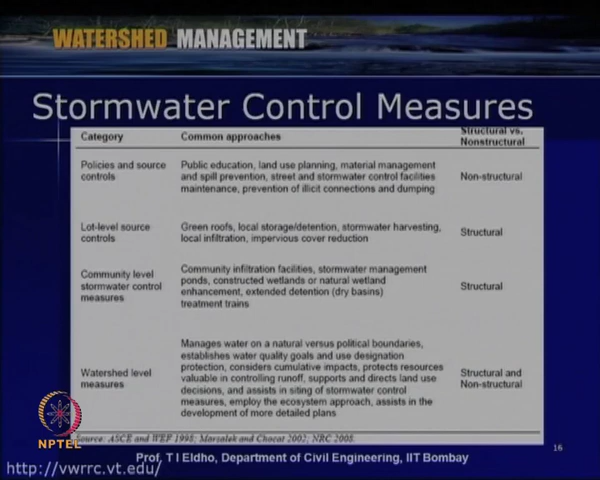 WATERSHED MANAGEMENT
Stormwater Control Measures
Category Common approaches Structural vs. Nonstructural
Policies and source controls
Public education, land use planning, material management
and spill prevention, street and stormwater control facilities
maintenance, prevention of illicit connections and dumping
Non-structural
Lot-level source controls
Green roofs, local storage/detention, stormwater harvesting,
local infiltration, impervious cover reduction
Structural
Community level
stormwater control
measures
Community infiltration facilities, stormwater management
ponds, constructed wetlands or natural wetland
enhancement, extended detention (dry basins)
treatment trains
Structural
Watershed level
measures
Manages water on a natural versus political boundaries,
establishes water quality goals and use designation
protection, considers cumulative impacts, protects resources
valuable in controlling runoff, supports and directs land use
decisions, and assists in siting of stormwater control
measures, employ the ecosystem approach, assists in the
development of more detailed plans
Structural and
Non-structural
Source: ASCE and WEF 1998; Marsalek and Chocat 2002; NRC 2008.
NPTEL
16
Prof. T I Eldho, Department of Civil Engineering, IIT Bombay
http://vwrrc.vt.edu/